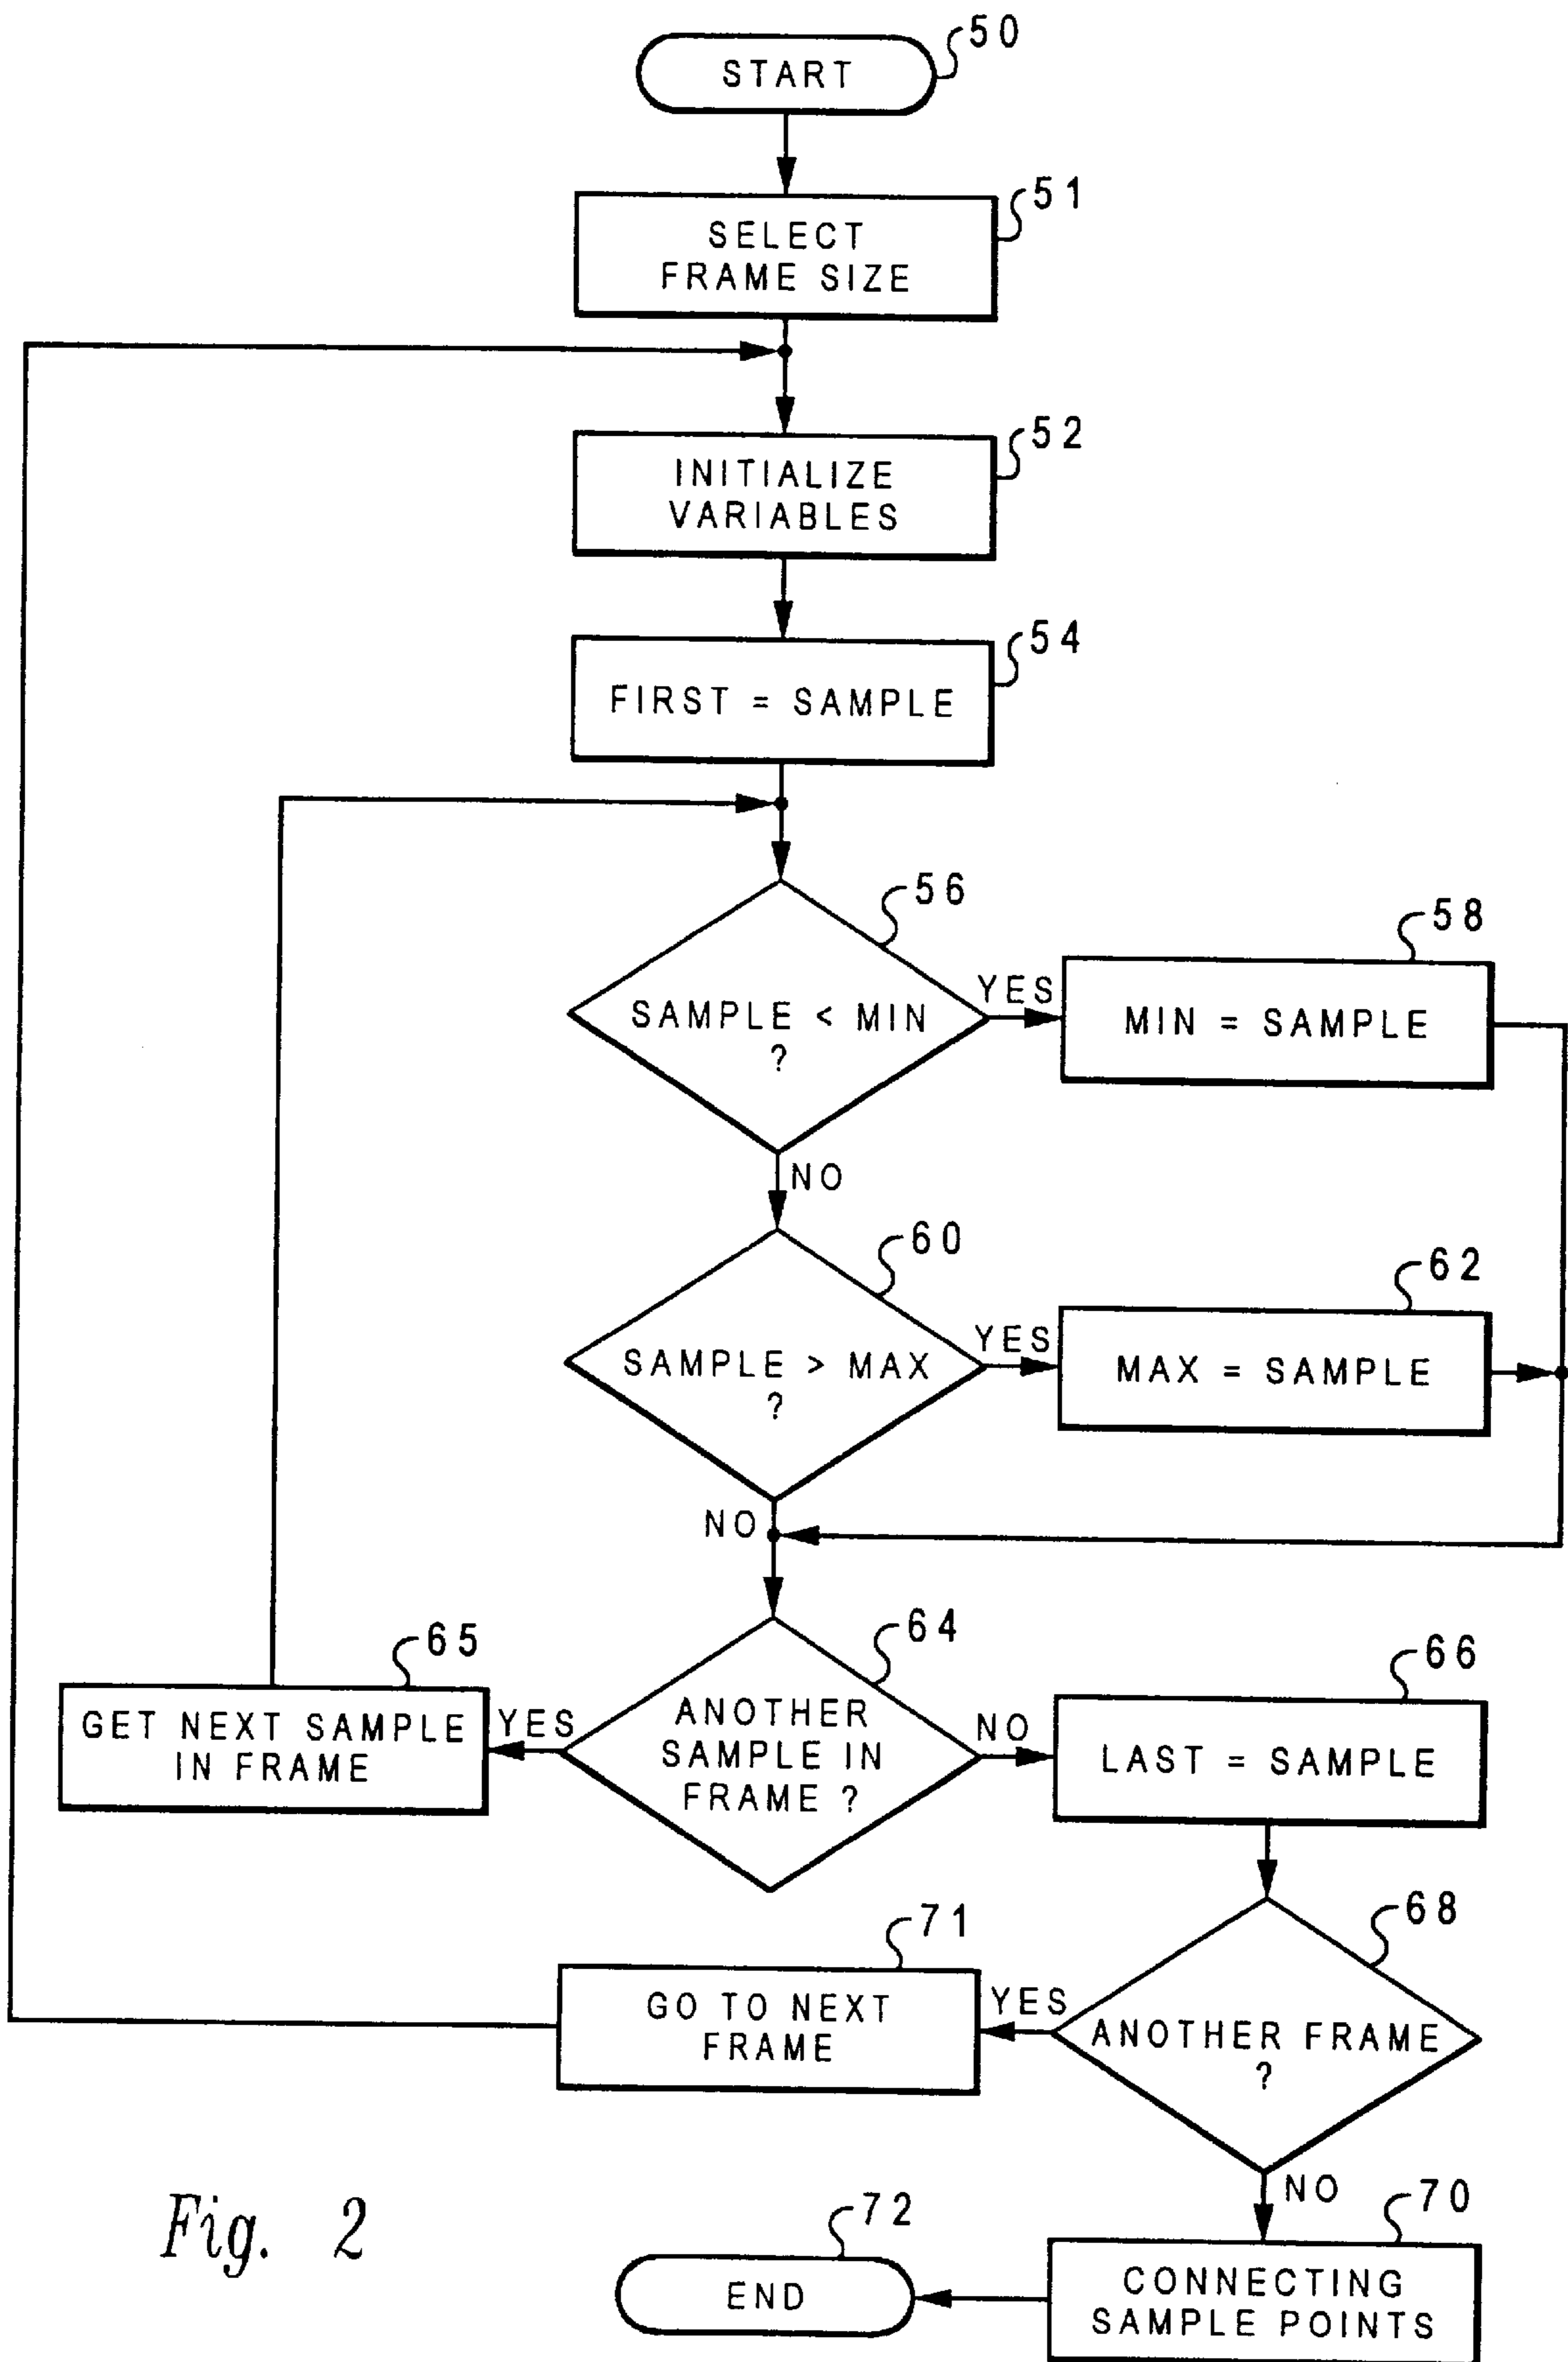 50
START
51
SELECT
FRAME SIZE
52
INITIALIZE
VARIABLES
54
FIRST = SAMPLE
56
SAMPLE < MIN
?
YES
58
MIN = SAMPLE
NO
60
SAMPLE > MAX
?
YES
62
MAX = SAMPLE
NO
64
ANOTHER
SAMPLE IN
FRAME ?
YES
65
GET NEXT SAMPLE
IN FRAME
NO
66
LAST = SAMPLE
68
ANOTHER FRAME
?
YES
71
GO TO NEXT
FRAME
NO
70
CONNECTING
SAMPLE POINTS
72
END
Fig. 2